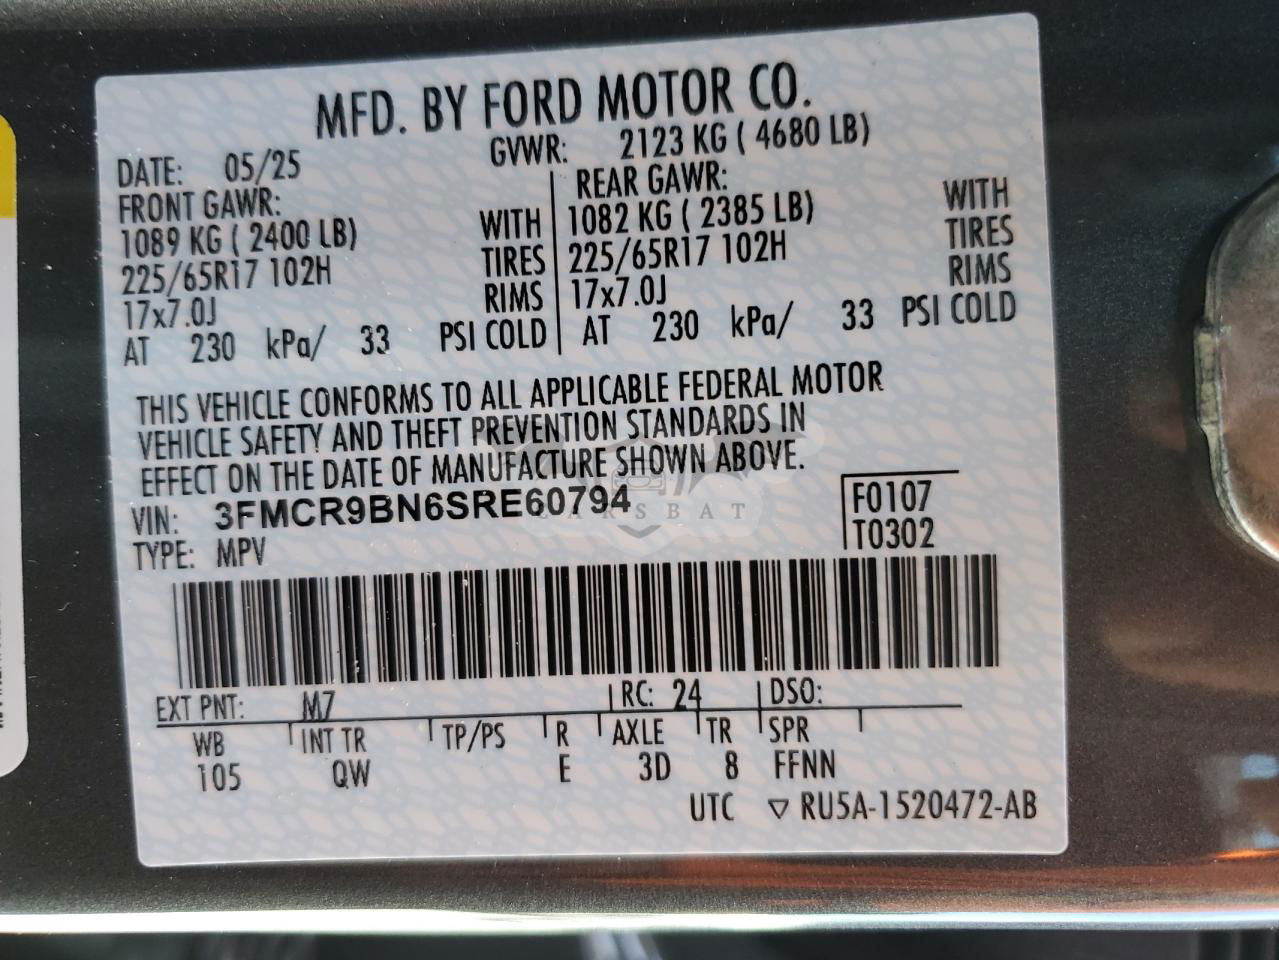 MFD. BY FORD MOTOR CO.
DATE: 05/25 GVWR: 2123 KG ( 4680 LB)
FRONT GAWR: REAR GAWR:
1089 KG ( 2400 LB) WITH 1082 KG ( 2385 LB) WITH
225/65R17 102H TIRES 225/65R17 102H TIRES
17x7.0J RIMS 17x7.0J RIMS
AT 230 kPa/ 33 PSI COLD AT 230 kPa/ 33 PSI COLD
THIS VEHICLE CONFORMS TO ALL APPLICABLE FEDERAL MOTOR
VEHICLE SAFETY AND THEFT PREVENTION STANDARDS IN
EFFECT ON THE DATE OF MANUFACTURE SHOWN ABOVE.
VIN: 3FMCR9BN6SRE60794 F0107
TYPE: MPV T0302
CARSBAT
EXT PNT: M7 RC: 24 DSO:
WB INT TR TP/PS R AXLE TR SPR
105 QW E 3D 8 FFNN
UTC ▽ RU5A-1520472-AB